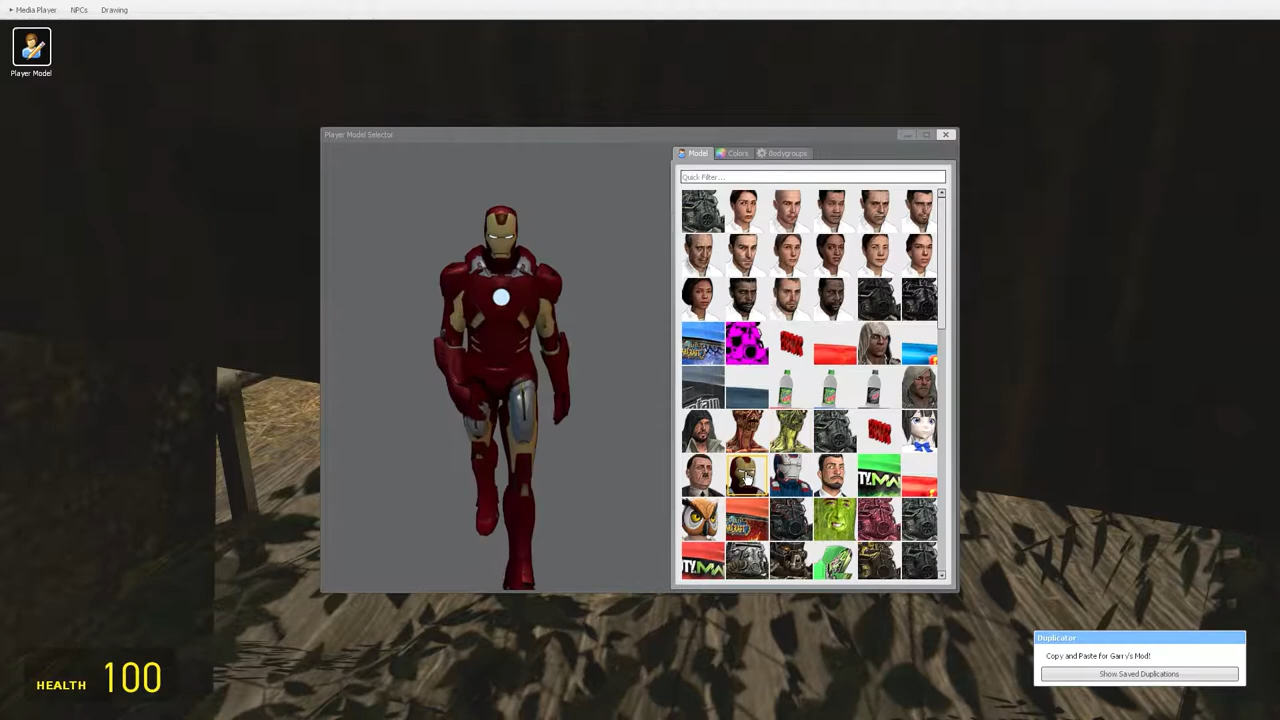 Media Player NPCs Drawing
Player Model
Player Model Selector
Model Colors Bodygroups
Quick Filter...
HEALTH 100
Duplicator
Copy and Paste for Garry's Mod!
Show Saved Duplications